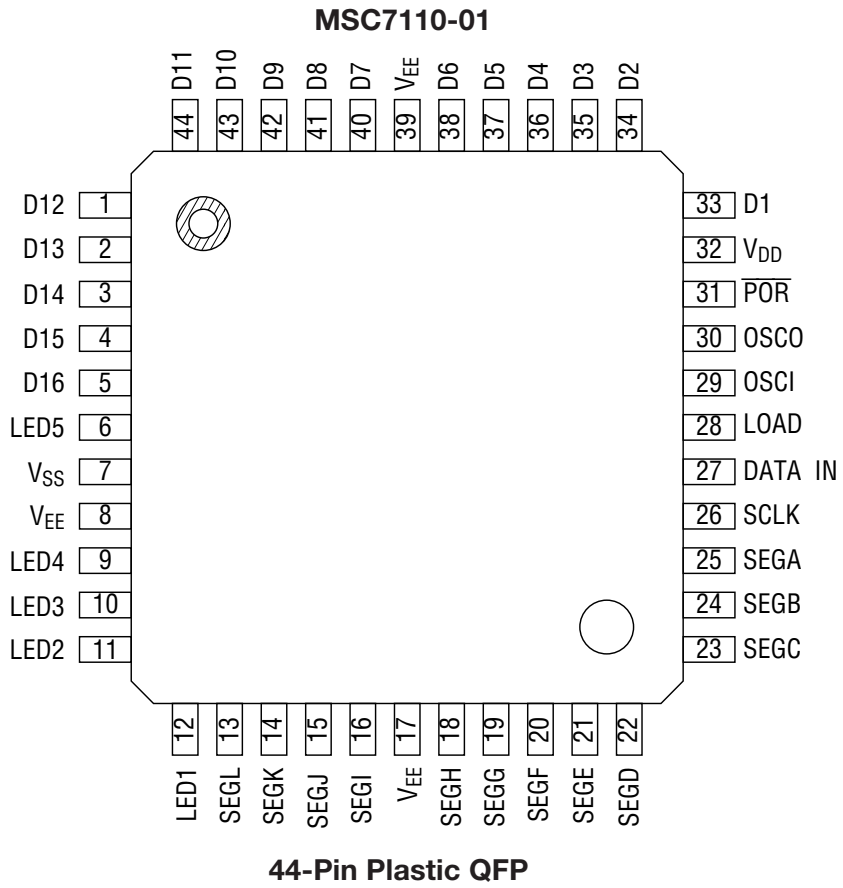 MSC7110-01
44 D11
43 D10
42 D9
41 D8
40 D7
39 VEE
38 D6
37 D5
36 D4
35 D3
34 D2
D12 1
D13 2
D14 3
D15 4
D16 5
LED5 6
VSS 7
VEE 8
LED4 9
LED3 10
LED2 11
33 D1
32 VDD
31 P̅O̅R̅
30 OSCO
29 OSCI
28 LOAD
27 DATA IN
26 SCLK
25 SEGA
24 SEGB
23 SEGC
LED1 12
SEGL 13
SEGK 14
SEGJ 15
SEGI 16
VEE 17
SEGH 18
SEGG 19
SEGF 20
SEGE 21
SEGD 22
44-Pin Plastic QFP